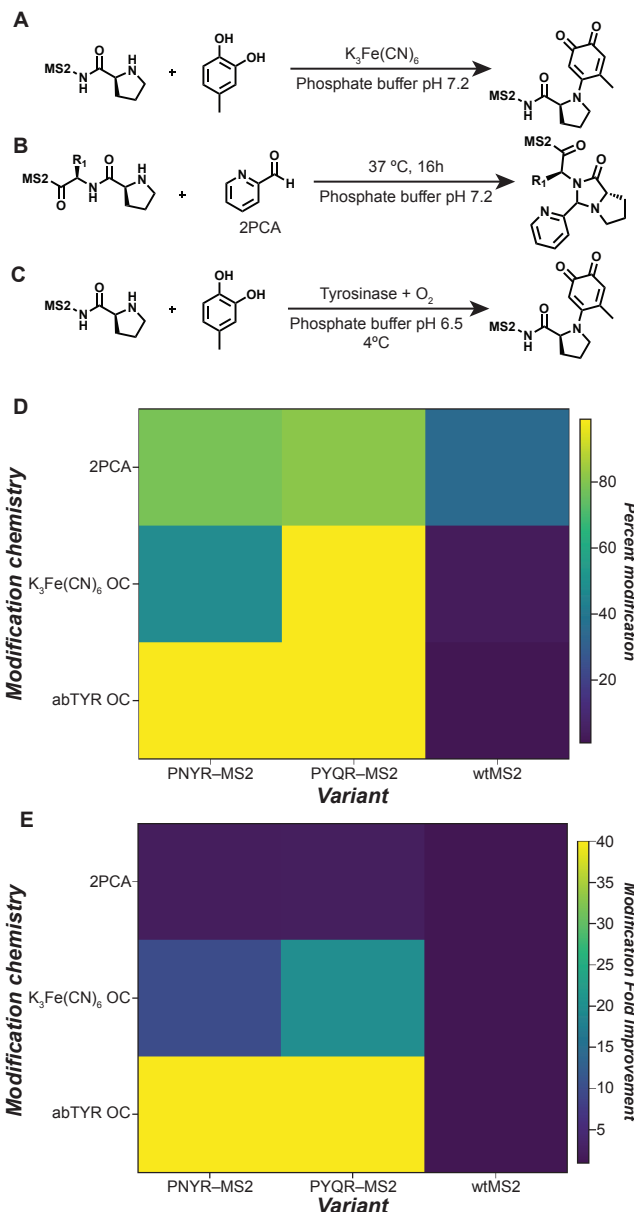 A
MS2 N H O H N + OH OH K₃Fe(CN)₆ Phosphate buffer pH 7.2 MS2 N H O N O O
B
MS2 O R₁ N H O H N + N O H 2PCA 37 ºC, 16h Phosphate buffer pH 7.2 MS2 O R₁ N O N N
C
MS2 N H O H N + OH OH Tyrosinase + O₂ Phosphate buffer pH 6.5 4ºC MS2 N H O N O O
D
Modification chemistry
2PCA
K₃Fe(CN)₆ OC
abTYR OC
PNYR–MS2 PYQR–MS2 wtMS2
Variant
80
60
40
20
Percent modification
E
Modification chemistry
2PCA
K₃Fe(CN)₆ OC
abTYR OC
PNYR–MS2 PYQR–MS2 wtMS2
Variant
40
35
30
25
20
15
10
5
Modification Fold Improvement